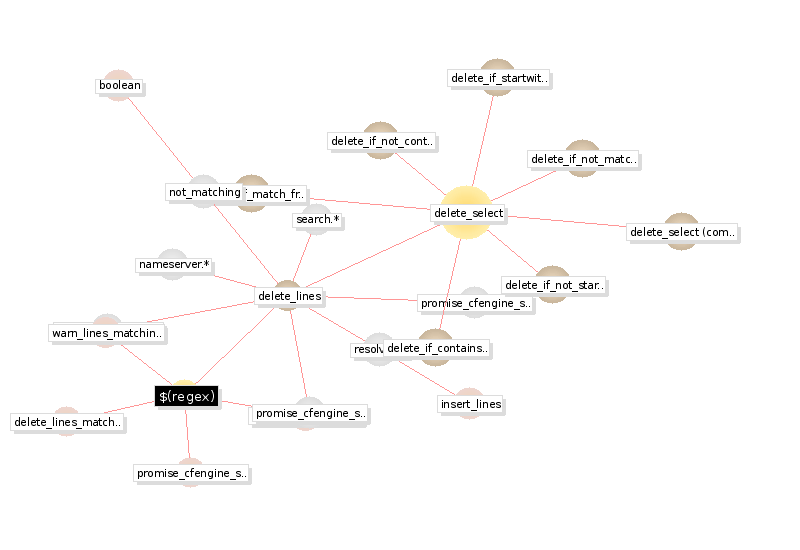 delete_if_startwit..
boolean
delete_if_not_cont..
delete_if_not_matc..
not_matching
f_match_fr..
delete_select
search.*
delete_select (com..
nameserver.*
delete_if_not_star..
delete_lines
promise_cfengine_s..
warn_lines_matchin..
resolv
delete_if_contains..
$(regex)
insert_lines
promise_cfengine_s..
delete_lines_match..
promise_cfengine_s..